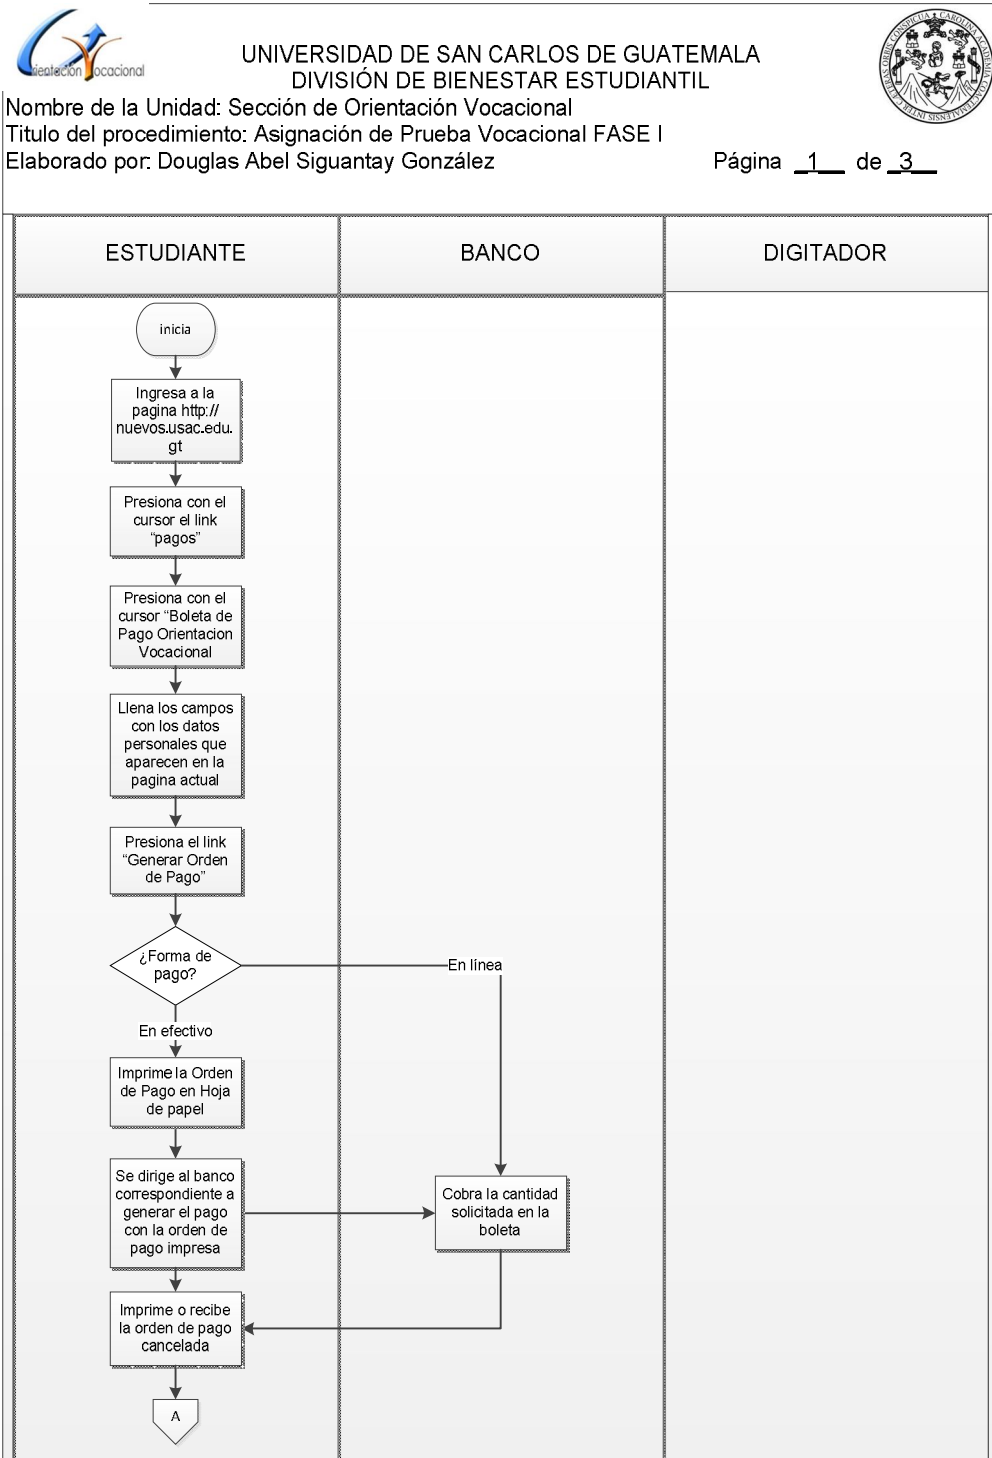 Orientación Vocacional
UNIVERSIDAD DE SAN CARLOS DE GUATEMALA
DIVISIÓN DE BIENESTAR ESTUDIANTIL
Nombre de la Unidad: Sección de Orientación Vocacional
Titulo del procedimiento: Asignación de Prueba Vocacional FASE I
Elaborado por: Douglas Abel Siguantay González
Página _1__ de _3__
ESTUDIANTE
BANCO
DIGITADOR
inicia
Ingresa a la
pagina http://
nuevos.usac.edu.
gt
Presiona con el
cursor el link
“pagos”
Presiona con el
cursor “Boleta de
Pago Orientacion
Vocacional
Llena los campos
con los datos
personales que
aparecen en la
pagina actual
Presiona el link
“Generar Orden
de Pago”
¿Forma de
pago?
En línea
En efectivo
Imprime la Orden
de Pago en Hoja
de papel
Se dirige al banco
correspondiente a
generar el pago
con la orden de
pago impresa
Cobra la cantidad
solicitada en la
boleta
Imprime o recibe
la orden de pago
cancelada
A